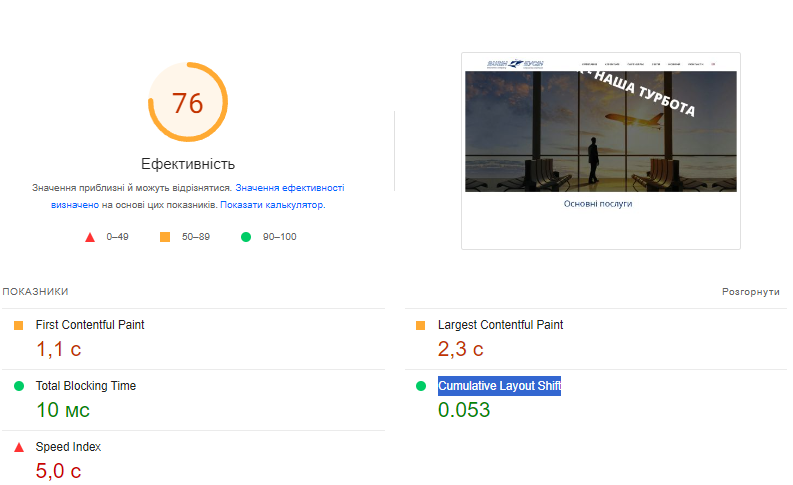 76
Ефективність
Значення приблизні й можуть відрізнятися. Значення ефективності
визначено на основі цих показників. Показати калькулятор.
0–49
50–89
90–100
- НАША ТУРБОТА
Основні послуги
ПОКАЗНИКИ
Розгорнути
First Contentful Paint
1,1 с
Largest Contentful Paint
2,3 с
Total Blocking Time
10 мс
Cumulative Layout Shift
0.053
Speed Index
5,0 с